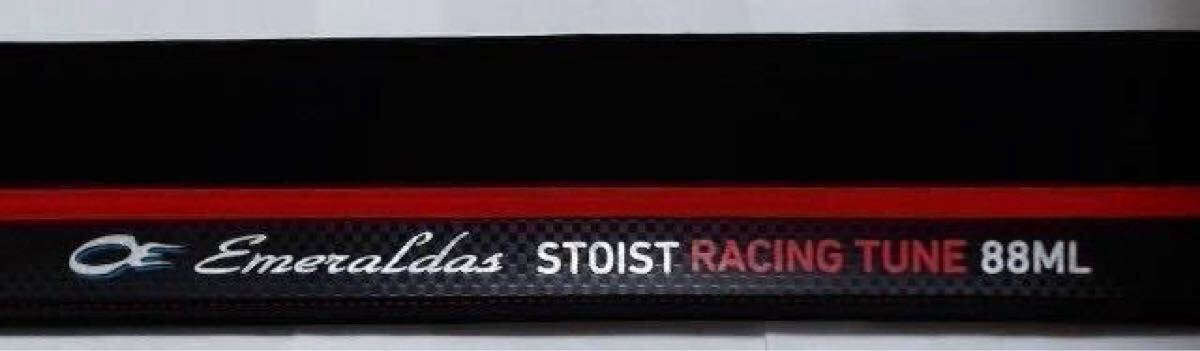 Emeraldas STOIST RACING TUNE 88ML